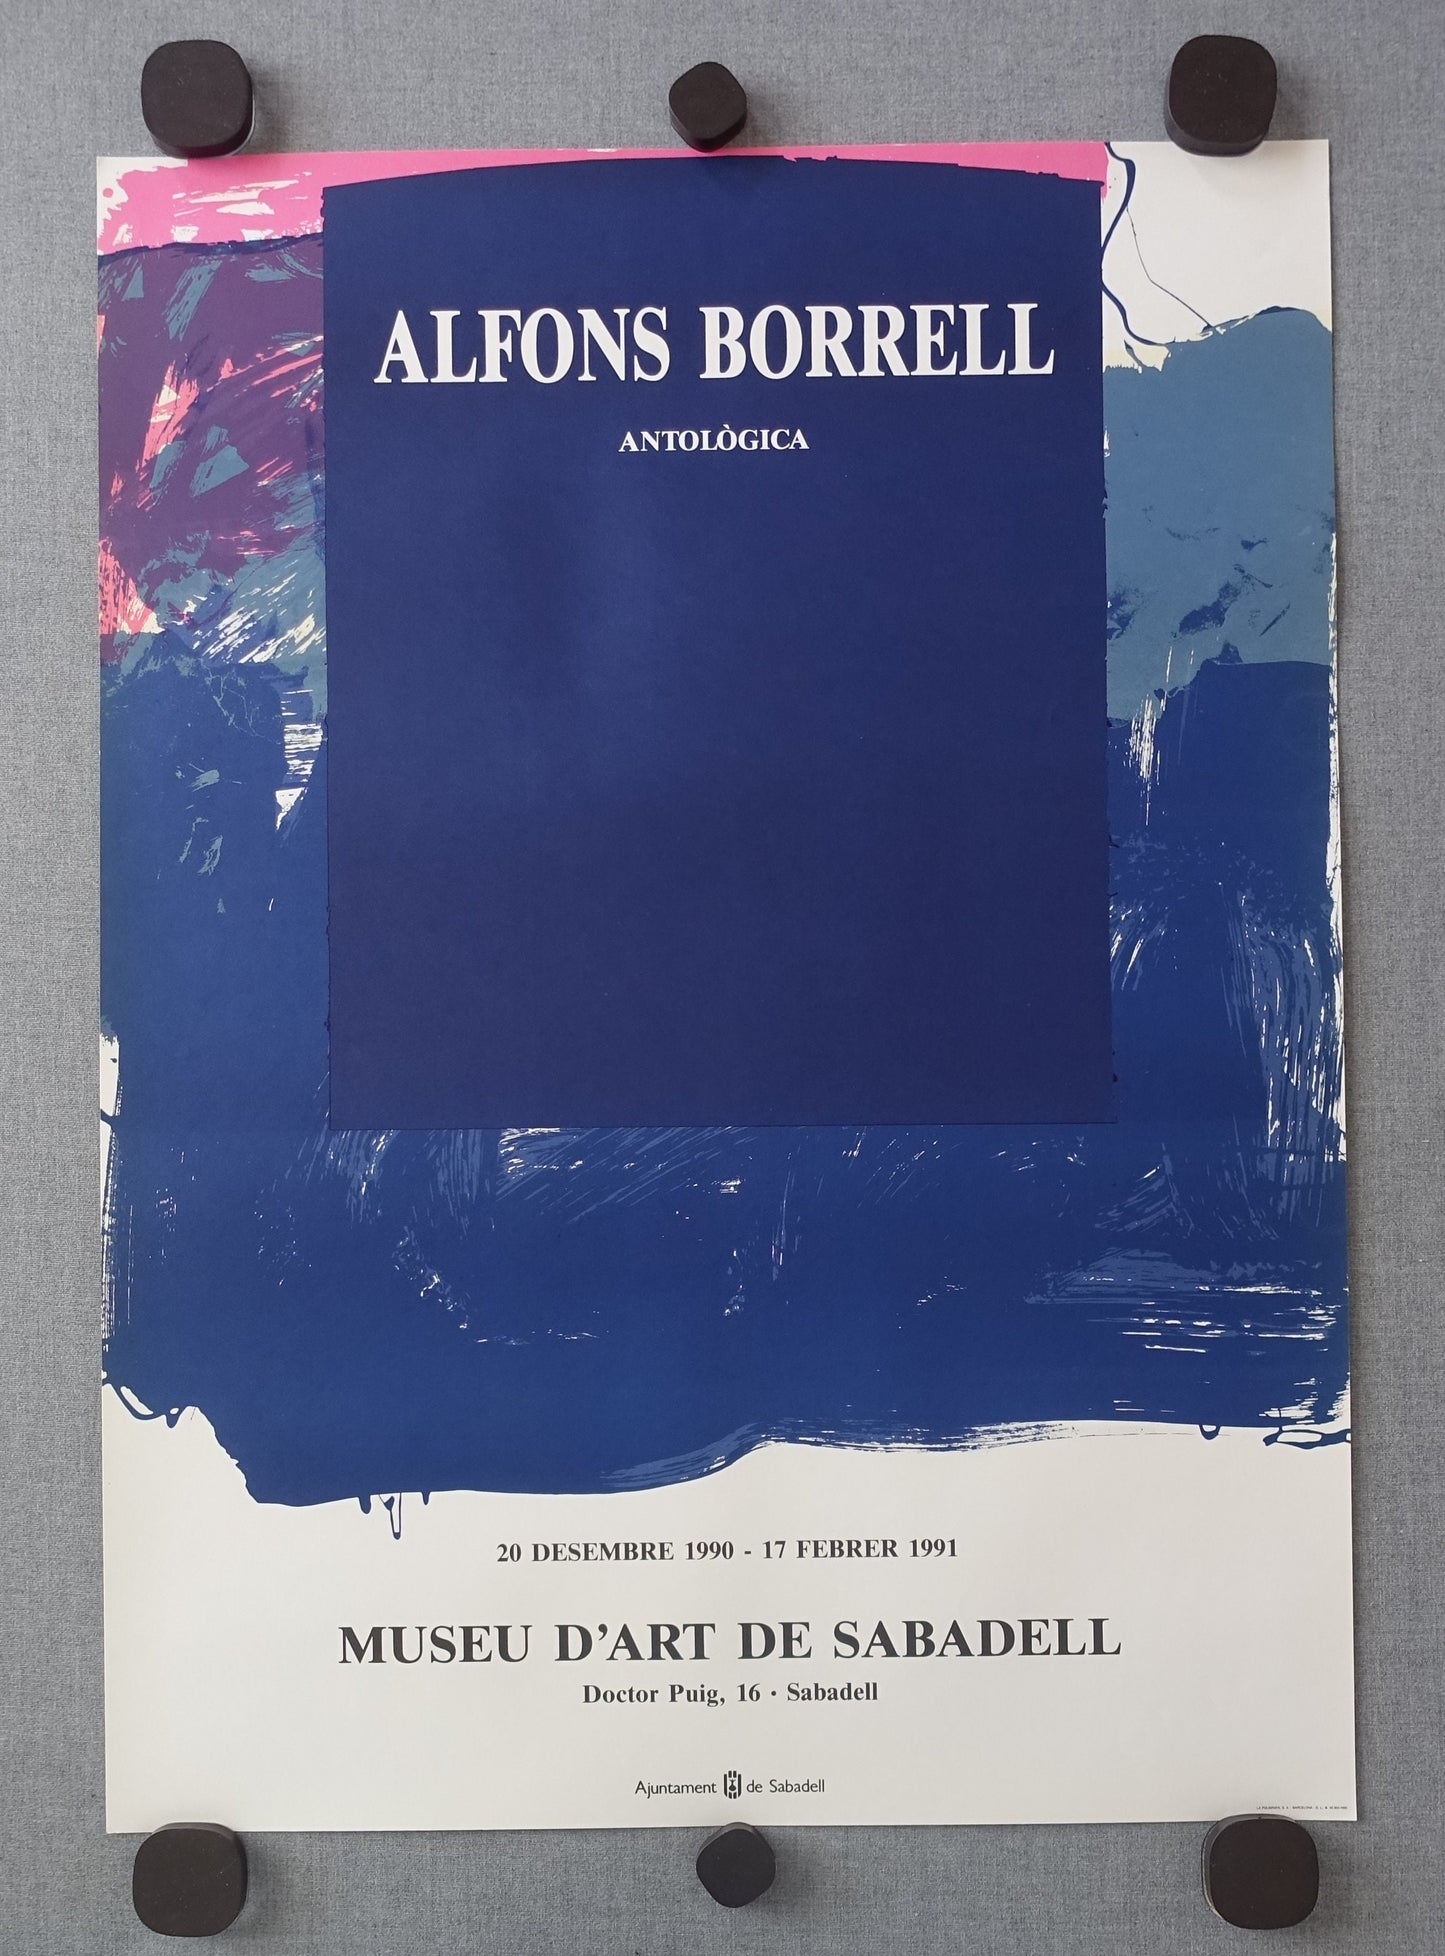 ALFONS BORRELL
ANTOLÒGICA
20 DESEMBRE 1990 - 17 FEBRER 1991
MUSEU D'ART DE SABADELL
Doctor Puig, 16 · Sabadell
Ajuntament de Sabadell